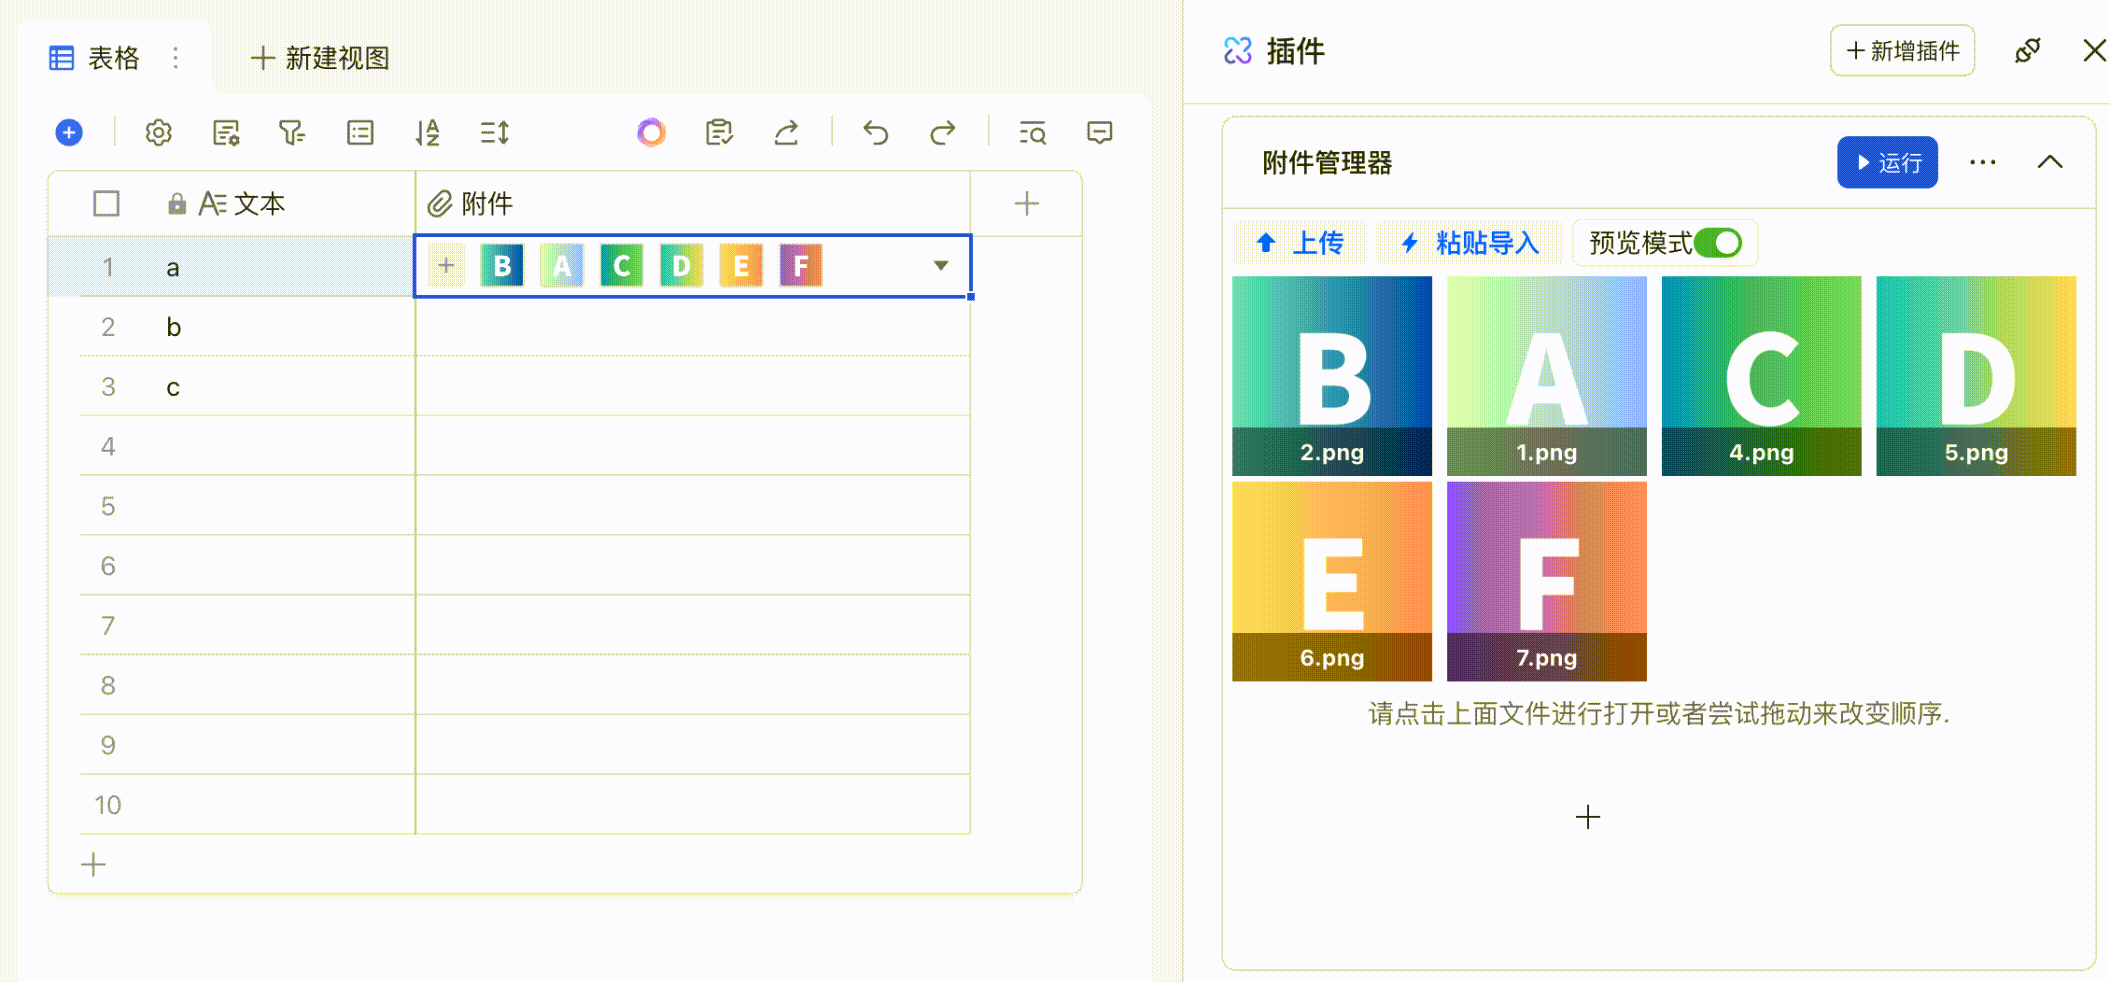 表格
新建视图
文本
附件
1 a B A C D E F
2 b
3 c
4
5
6
7
8
9
10
插件
新增插件
附件管理器
运行
上传
粘贴导入
预览模式
B A C D
2.png 1.png 4.png 5.png
E F
6.png 7.png
请点击上面文件进行打开或者尝试拖动来改变顺序.